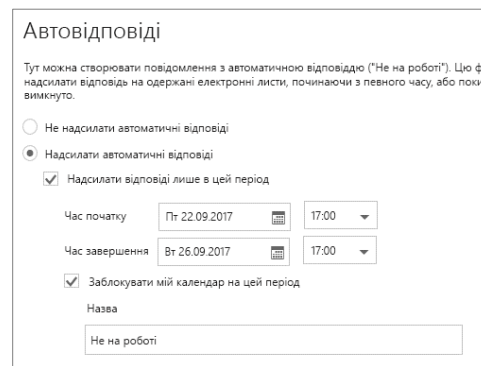 Автовідповіді
Тут можна створювати повідомлення з автоматичною відповіддю ("Не на роботі"). Цю ф
надсилати відповідь на одержані електронні листи, починаючи з певного часу, або поки
вимкнуто.
Не надсилати автоматичні відповіді
Надсилати автоматичні відповіді
Надсилати відповіді лише в цей період
Час початку Пт 22.09.2017 17:00
Час завершення Вт 26.09.2017 17:00
Заблокувати мій календар на цей період
Назва
Не на роботі